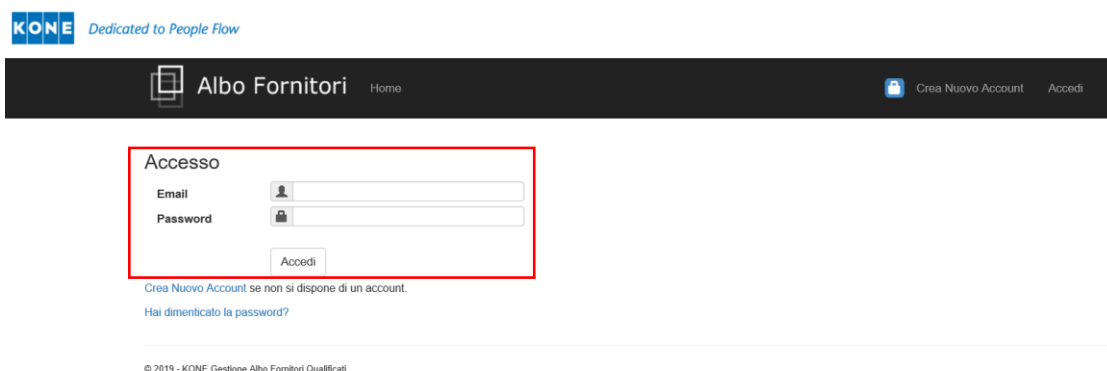 KONE Dedicated to People Flow
Albo Fornitori Home Crea Nuovo Account Accedi
Accesso
Email
Password
Accedi
Crea Nuovo Account se non si dispone di un account.
Hai dimenticato la password?
© 2019 - KONE Gestione Albo Fornitori Qualificati